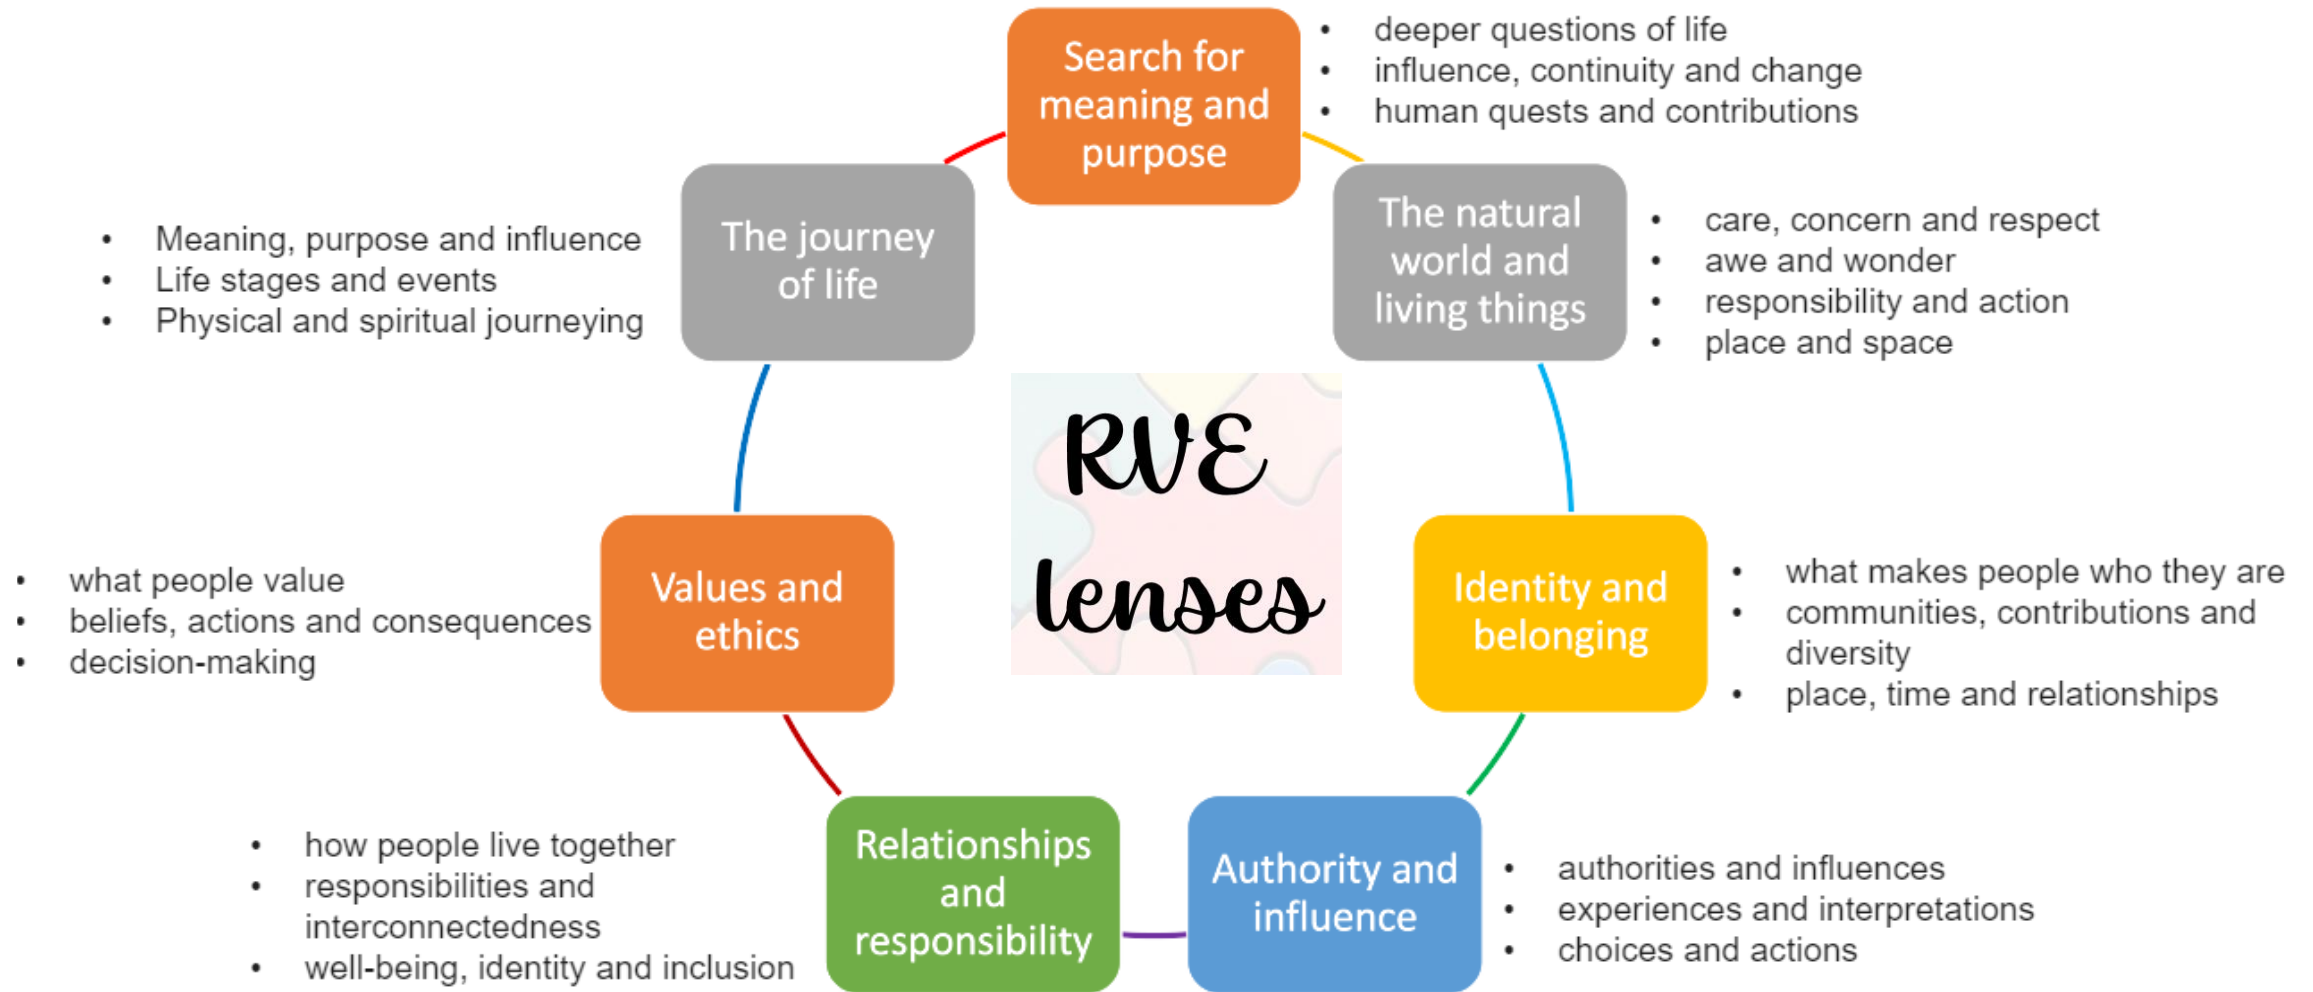 Search for
meaning and
purpose
• deeper questions of life
• influence, continuity and change
• human quests and contributions
The natural
world and
living things
• care, concern and respect
• awe and wonder
• responsibility and action
• place and space
Identity and
belonging
• what makes people who they are
• communities, contributions and
diversity
• place, time and relationships
Authority and
influence
• authorities and influences
• experiences and interpretations
• choices and actions
Relationships
and
responsibility
• how people live together
• responsibilities and
interconnectedness
• well-being, identity and inclusion
Values and
ethics
• what people value
• beliefs, actions and consequences
• decision-making
The journey
of life
• Meaning, purpose and influence
• Life stages and events
• Physical and spiritual journeying
RVE
lenses